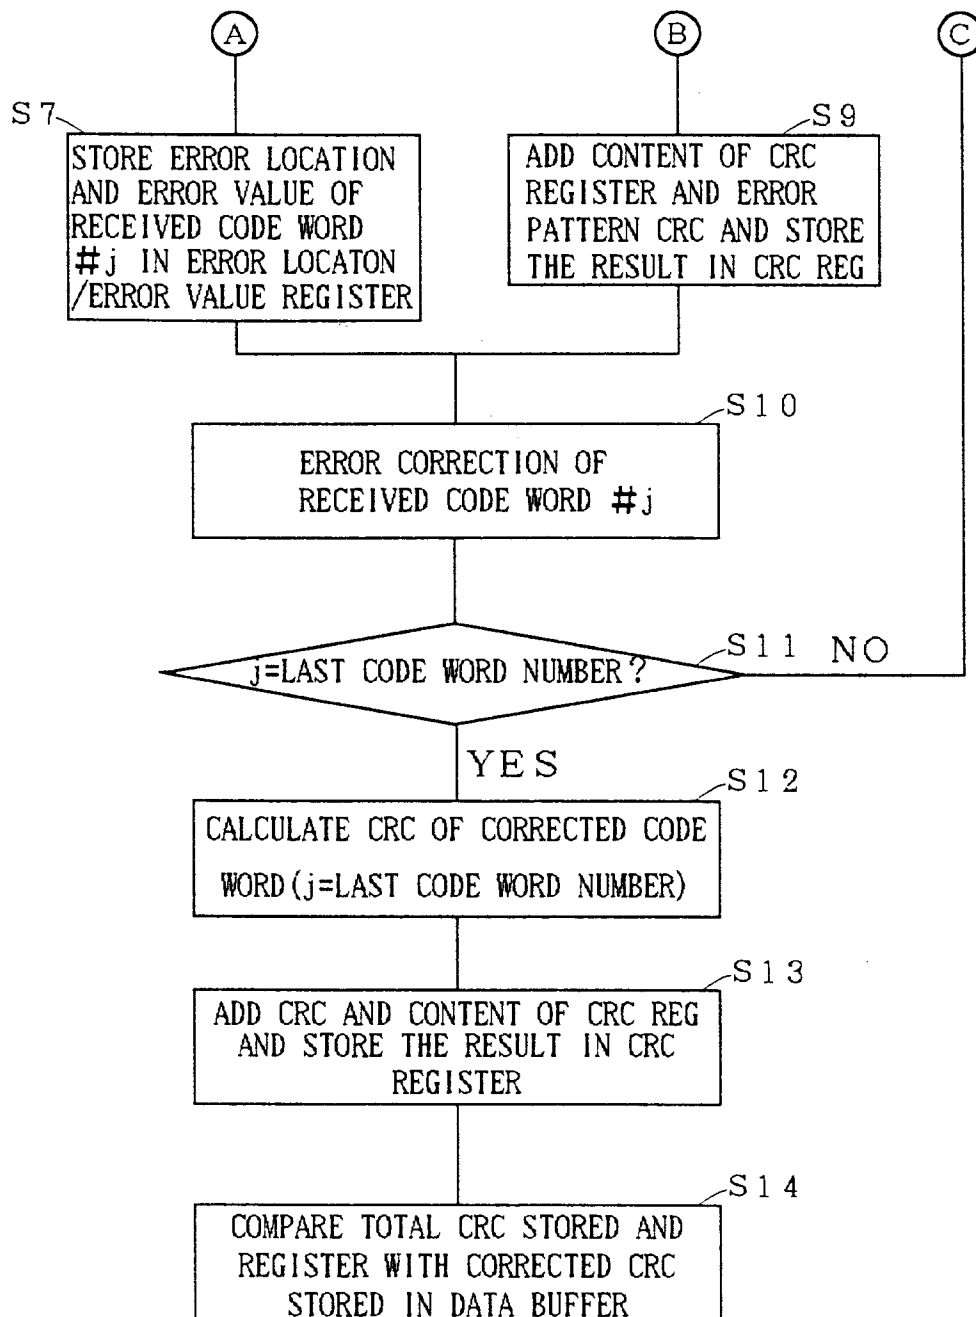 A
B
C
S7
STORE ERROR LOCATION
AND ERROR VALUE OF
RECEIVED CODE WORD
#j IN ERROR LOCATON
/ERROR VALUE REGISTER
S9
ADD CONTENT OF CRC
REGISTER AND ERROR
PATTERN CRC AND STORE
THE RESULT IN CRC REG
S10
ERROR CORRECTION OF
RECEIVED CODE WORD #j
S11
NO
j=LAST CODE WORD NUMBER?
YES
S12
CALCULATE CRC OF CORRECTED CODE
WORD(j=LAST CODE WORD NUMBER)
S13
ADD CRC AND CONTENT OF CRC REG
AND STORE THE RESULT IN CRC
REGISTER
S14
COMPARE TOTAL CRC STORED AND
REGISTER WITH CORRECTED CRC
STORED IN DATA BUFFER